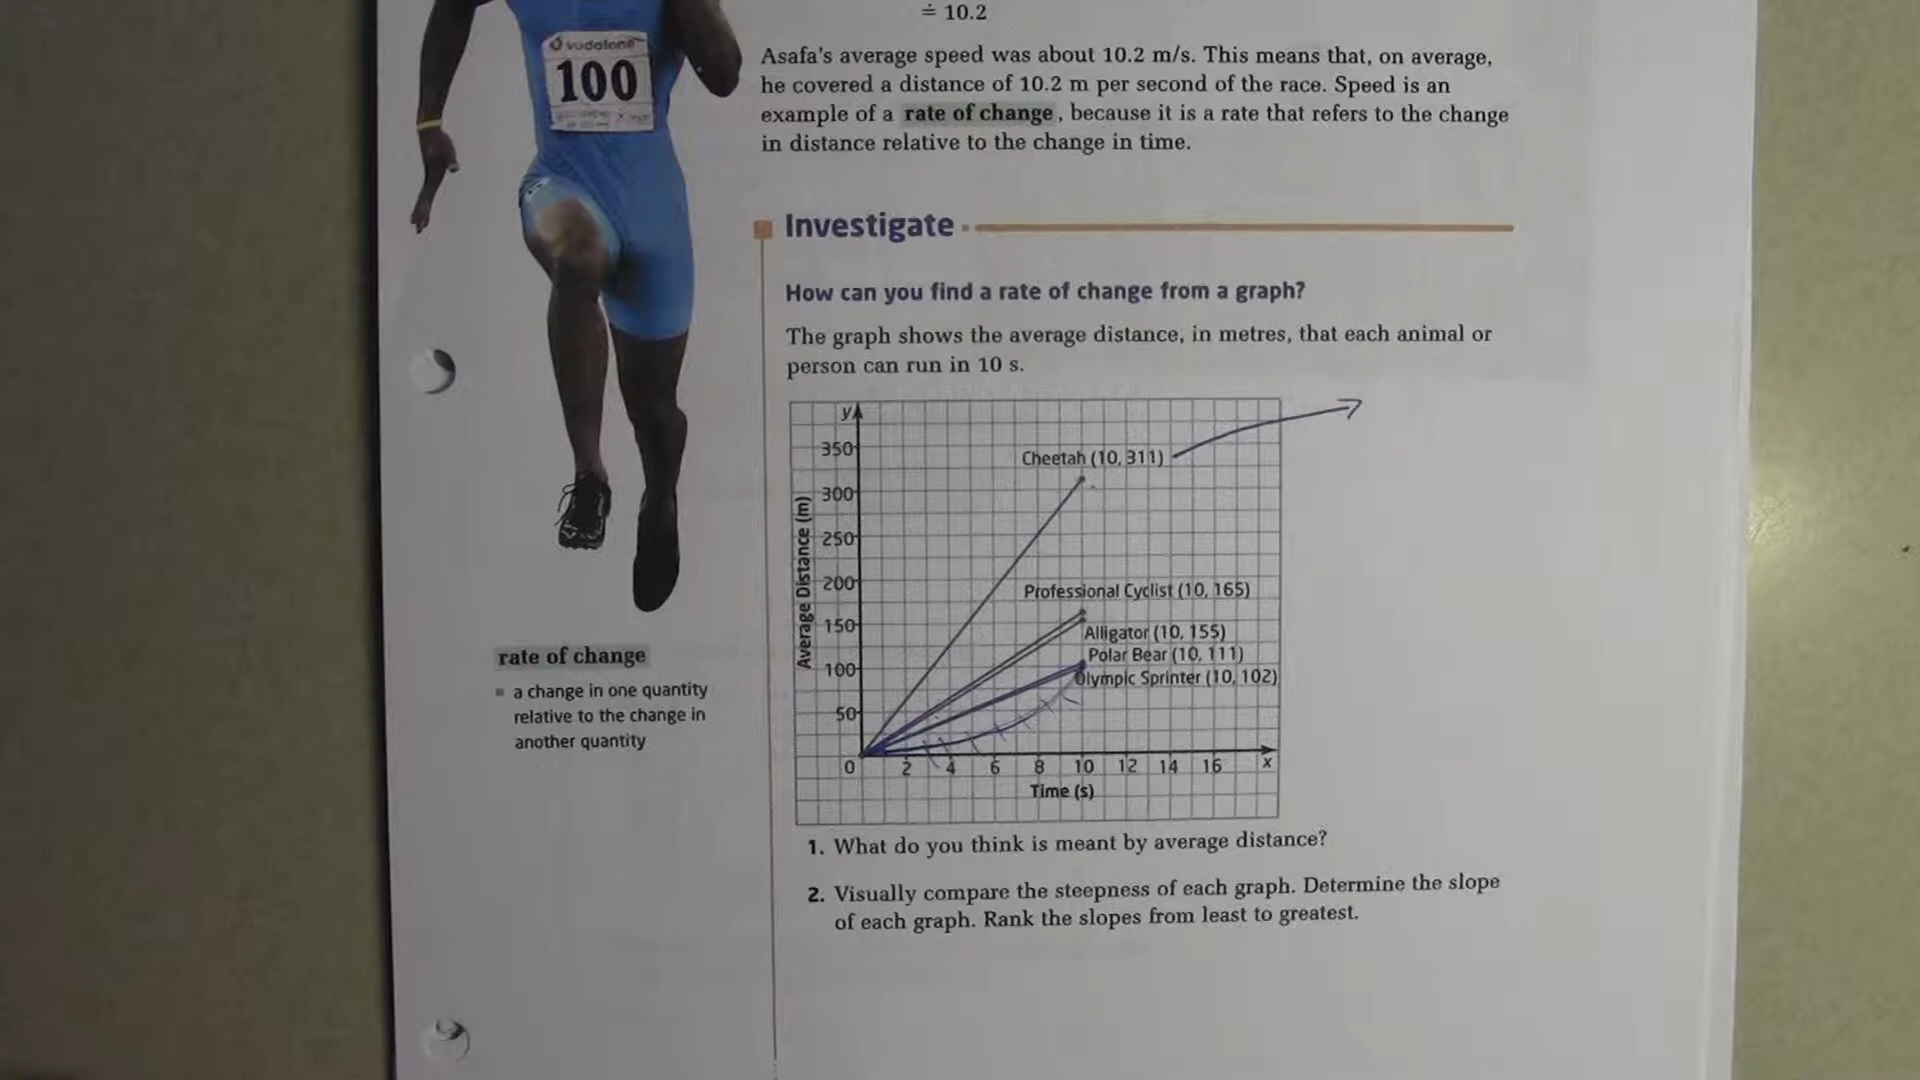 ≐ 10.2
Asafa's average speed was about 10.2 m/s. This means that, on average,
he covered a distance of 10.2 m per second of the race. Speed is an
example of a rate of change, because it is a rate that refers to the change
in distance relative to the change in time.
vodafone
100
Investigate
How can you find a rate of change from a graph?
The graph shows the average distance, in metres, that each animal or
person can run in 10 s.
y
350
300
250
200
150
100
50
0
Average Distance (m)
Cheetah (10, 311)
Professional Cyclist (10, 165)
Alligator (10, 155)
Polar Bear (10, 111)
Olympic Sprinter (10, 102)
2 4 6 8 10 12 14 16 x
Time (s)
rate of change
▪ a change in one quantity
relative to the change in
another quantity
1. What do you think is meant by average distance?
2. Visually compare the steepness of each graph. Determine the slope
of each graph. Rank the slopes from least to greatest.